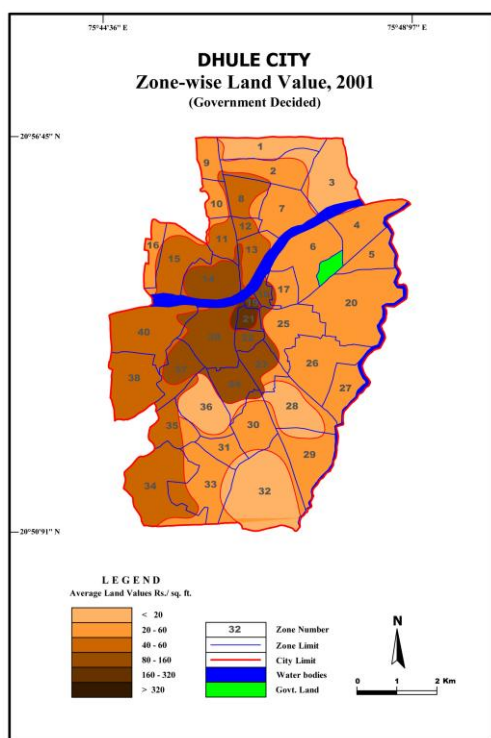 75°44'36" E
75°48'97" E
DHULE CITY
Zone-wise Land Value, 2001
(Government Decided)
20°56'45" N
1
2
9
3
8
10
7
4
12
11
16
13
6
5
15
14
17
20
21
25
40
26
38
27
36
28
35
30
31
29
33
34
32
20°50'91" N
LEGEND
Average Land Values Rs./ sq. ft.
< 20
20 - 60
40 - 60
80 - 160
160 - 320
> 320
32 Zone Number
Zone Limit
City Limit
Water bodies
Govt. Land
N
0 1 2 Km